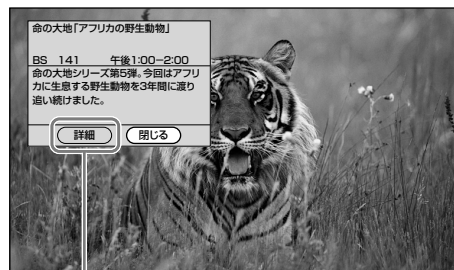 命の大地「アフリカの野生動物」
BS 141 午後1:00−2:00
命の大地シリーズ第5弾。今回はアフリ
カに生息する野生動物を3年間に渡り
追い続けました。
詳細 閉じる